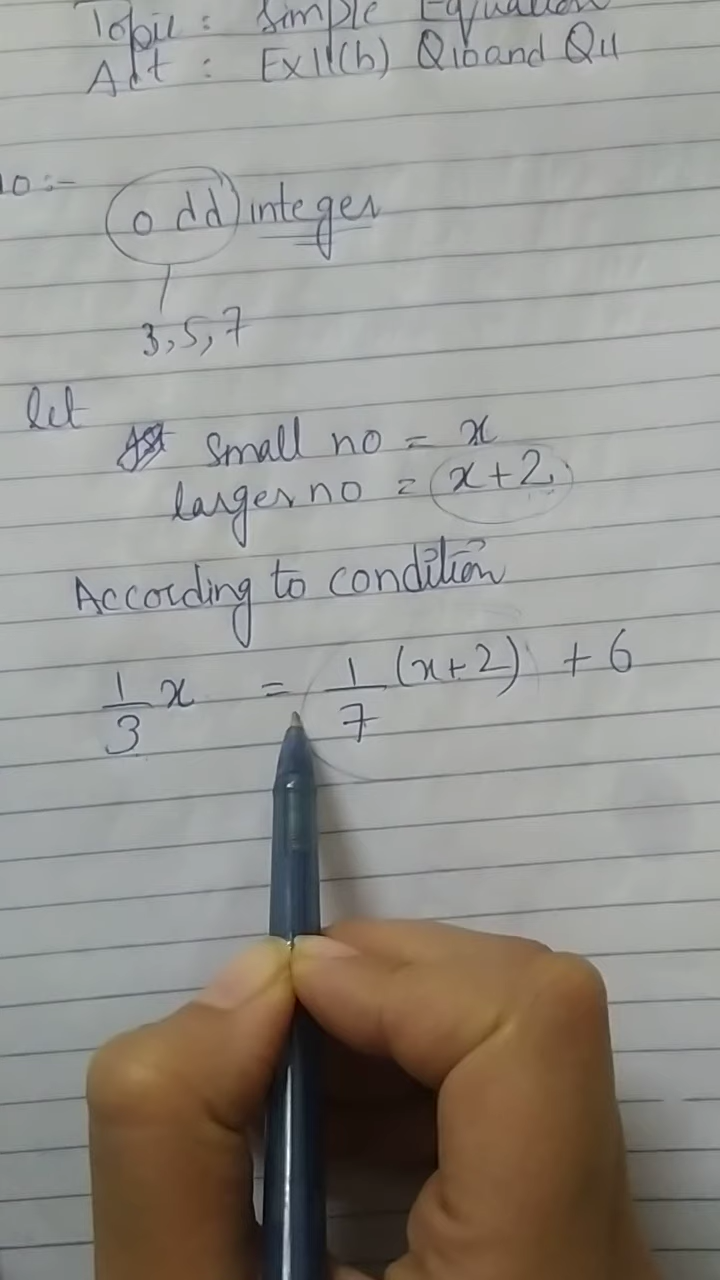 Topic : Simple Equation
Act : Ex11(b) Q10 and Q11
10 :-
odd integer
3, 5, 7
let
small no = x
larger no = x+2
According to condition
1/3 x = 1/7 (x+2) + 6